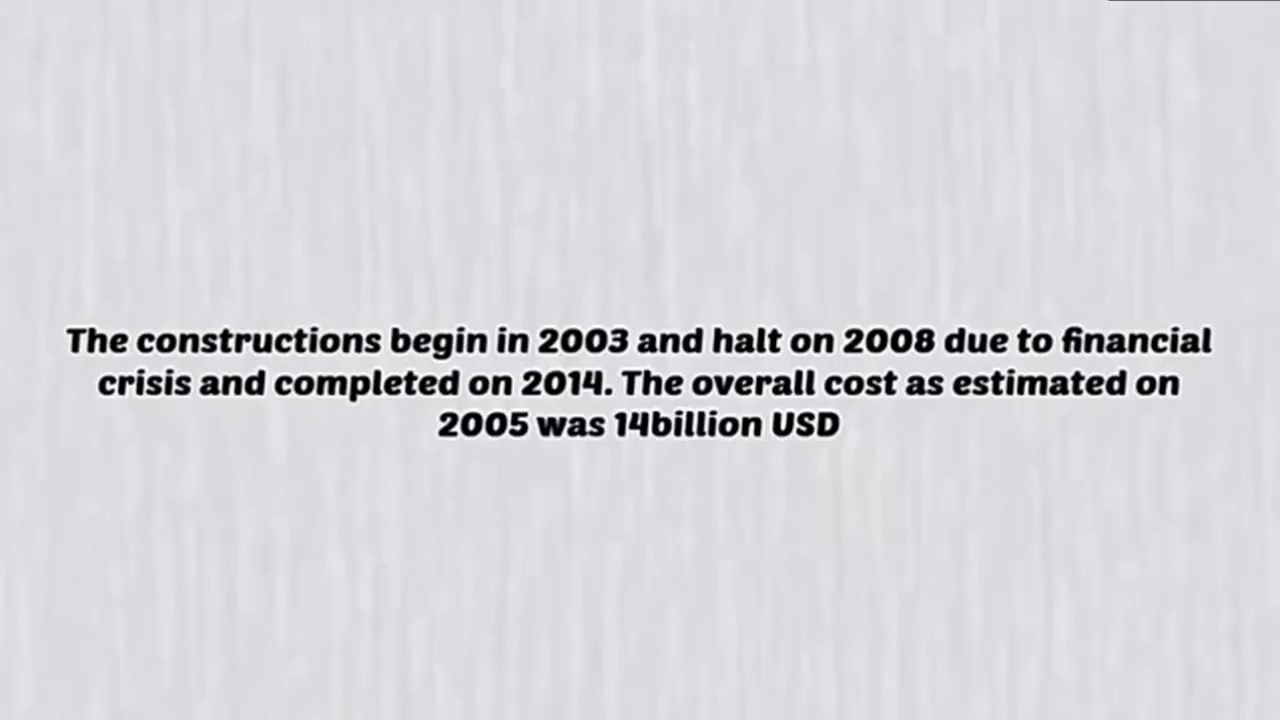 The constructions begin in 2003 and halt on 2008 due to financial
crisis and completed on 2014. The overall cost as estimated on
2005 was 14billion USD